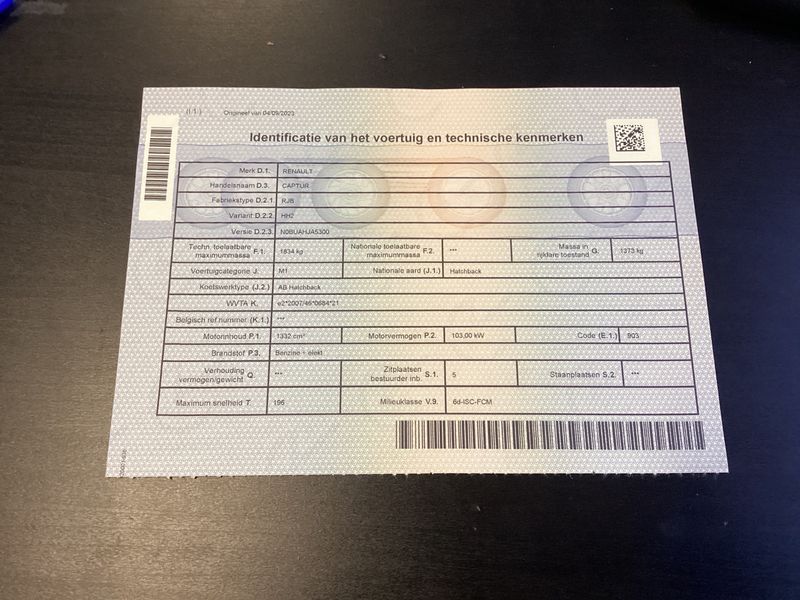 (I.1) Origineel van 04/09/2023
Identificatie van het voertuig en technische kenmerken
Merk D.1. RENAULT
Handelsnaam D.3. CAPTUR
Fabriekstype D.2.1. RJB
Variant D.2.2. HH2
Versie D.2.3. N0BUAHJA5300
Techn. toelaatbare maximummassa F.1. 1834 kg Nationale toelaatbare maximummassa F.2. *** Massa in rijklare toestand G. 1373 kg
Voertuigcategorie J. M1 Nationale aard (J.1.) Hatchback
Koetswerktype (J.2.) AB Hatchback
WVTA K. e2*2007/46*0684*21
Belgisch ref.nummer (K.1.) ***
Motorinhoud P.1. 1332 cm³ Motorvermogen P.2. 103,00 kW Code (E.1.) 903
Brandstof P.3. Benzine + elekt
Verhouding vermogen/gewicht Q. *** Zitplaatsen bestuurder inb. S.1. 5 Staanplaatsen S.2. ***
Maximum snelheid T. 196 Milieuklasse V.9. 6d-ISC-FCM